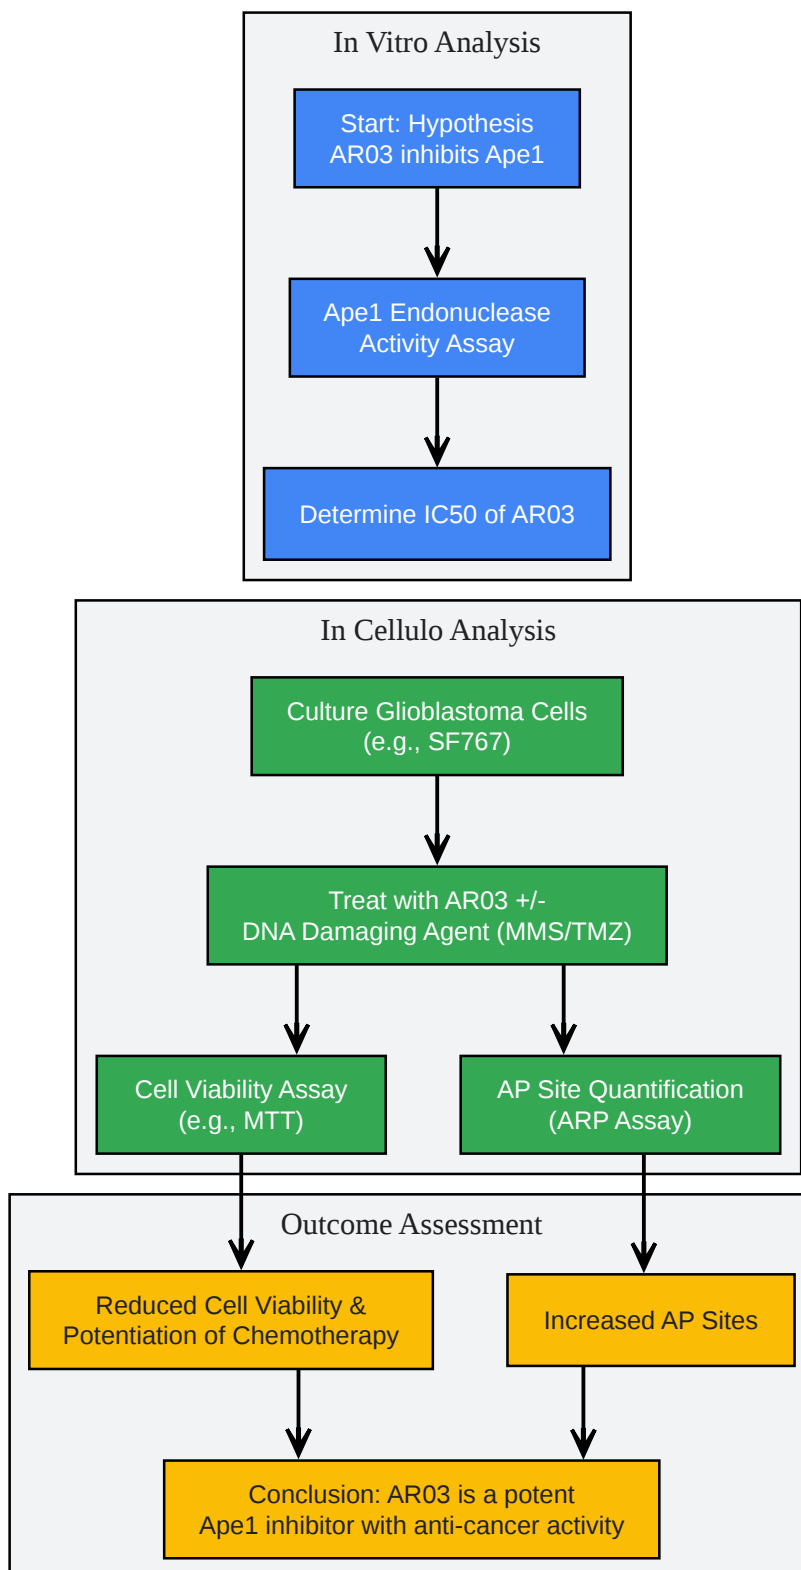 In Vitro Analysis
Start: Hypothesis
AR03 inhibits Ape1
Ape1 Endonuclease
Activity Assay
Determine IC50 of AR03
In Cellulo Analysis
Culture Glioblastoma Cells
(e.g., SF767)
Treat with AR03 +/-
DNA Damaging Agent (MMS/TMZ)
Cell Viability Assay
(e.g., MTT)
AP Site Quantification
(ARP Assay)
Outcome Assessment
Reduced Cell Viability &
Potentiation of Chemotherapy
Increased AP Sites
Conclusion: AR03 is a potent
Ape1 inhibitor with anti-cancer activity